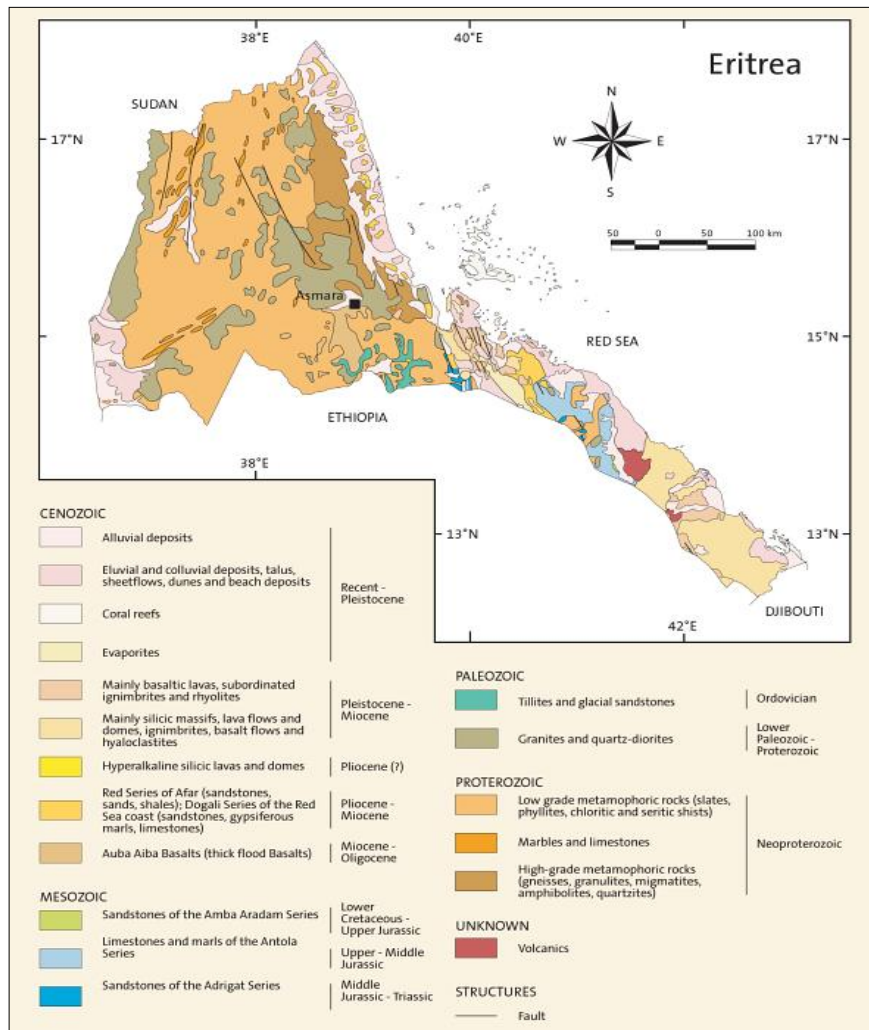 38°E
40°E
Eritrea
SUDAN
N
17°N
W
E
17°N
S
50
0
50
100 km
Asmara
15°N
RED SEA
15°N
ETHIOPIA
38°E
13°N
13°N
DJIBOUTI
42°E
CENOZOIC
Alluvial deposits
Eluvial and colluvial deposits, talus,
sheetflows, dunes and beach deposits
Recent -
Pleistocene
Coral reefs
Evaporites
Mainly basaltic lavas, subordinated
ignimbrites and rhyolites
Pleistocene -
Miocene
Mainly silicic massifs, lava flows and
domes, ignimbrites, basalt flows and
hyaloclastites
Hyperalkaline silicic lavas and domes
Pliocene (?)
Red Series of Afar (sandstones,
sands, shales); Dogali Series of the Red
Sea coast (sandstones, gypsiferous
marls, limestones)
Pliocene -
Miocene
Auba Aiba Basalts (thick flood Basalts)
Miocene -
Oligocene
MESOZOIC
Sandstones of the Amba Aradam Series
Lower
Cretaceous -
Upper Jurassic
Limestones and marls of the Antola
Series
Upper - Middle
Jurassic
Sandstones of the Adrigat Series
Middle
Jurassic - Triassic
PALEOZOIC
Tillites and glacial sandstones
Ordovician
Granites and quartz-diorites
Lower
Paleozoic -
Proterozoic
PROTEROZOIC
Low grade metamophoric rocks (slates,
phyllites, chloritic and seritic shists)
Marbles and limestones
Neoproterozoic
High-grade metamophoric rocks
(gneisses, granulites, migmatites,
amphibolites, quartzites)
UNKNOWN
Volcanics
STRUCTURES
Fault